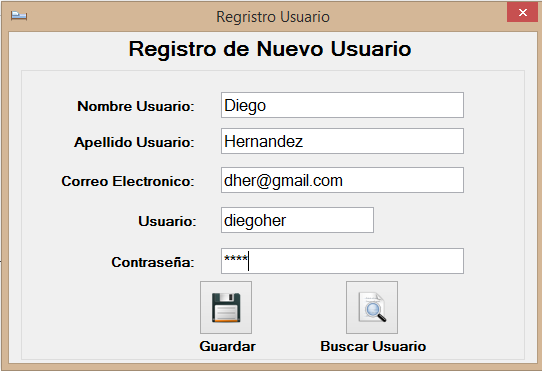 Regristro Usuario
Registro de Nuevo Usuario
Nombre Usuario: Diego
Apellido Usuario: Hernandez
Correo Electronico: dher@gmail.com
Usuario: diegoher
Contraseña: ****
Guardar Buscar Usuario